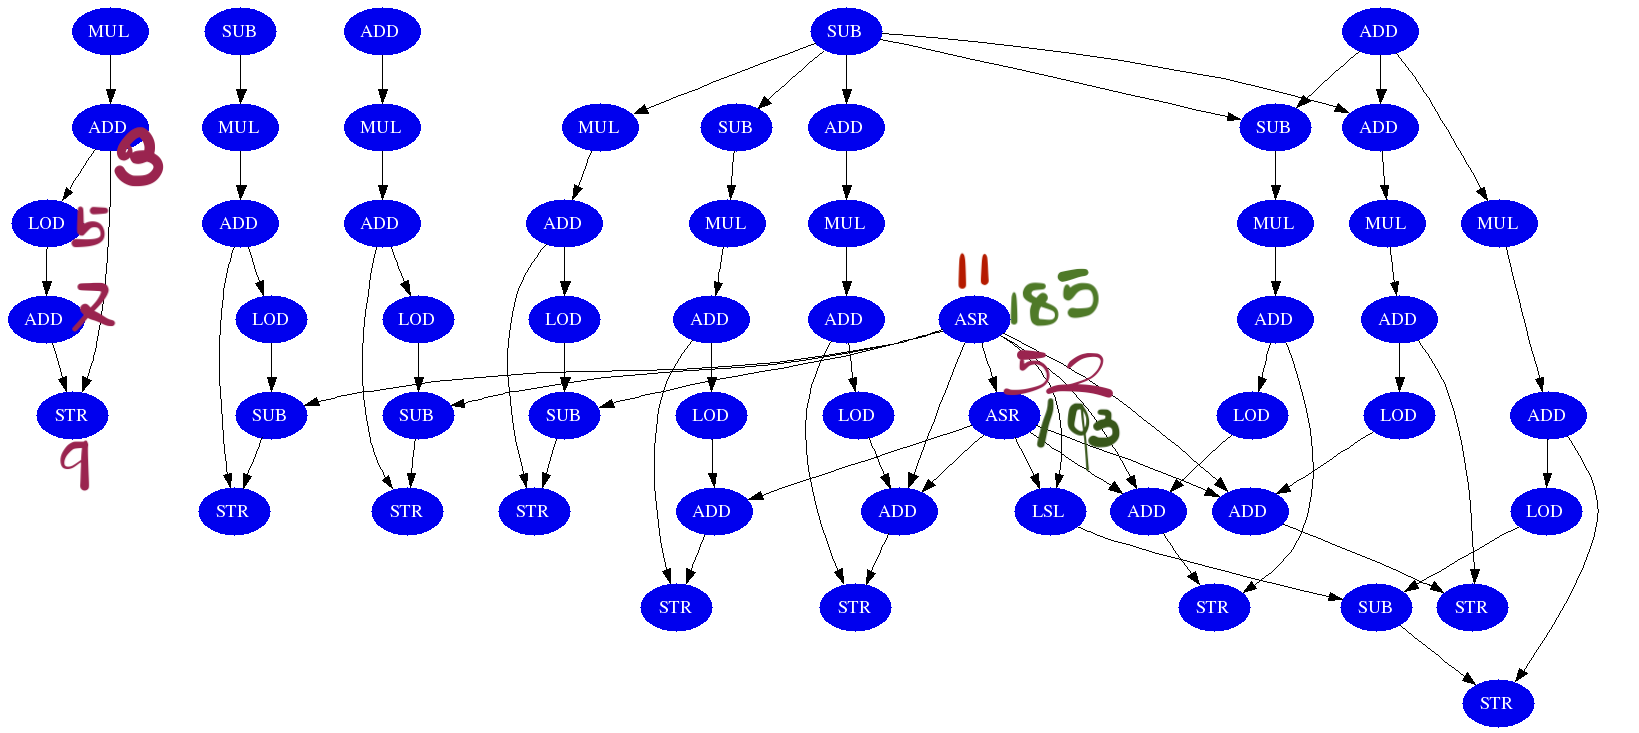 MUL SUB ADD SUB ADD
ADD MUL MUL MUL SUB ADD SUB ADD
3
LOD 5 ADD ADD ADD MUL MUL MUL MUL MUL
11
185
ADD 7 LOD LOD LOD ADD ADD ASR ADD ADD
52
STR SUB SUB SUB LOD LOD ASR 193 LOD LOD ADD
9
STR STR STR ADD ADD LSL ADD ADD LOD
STR STR STR SUB STR
STR